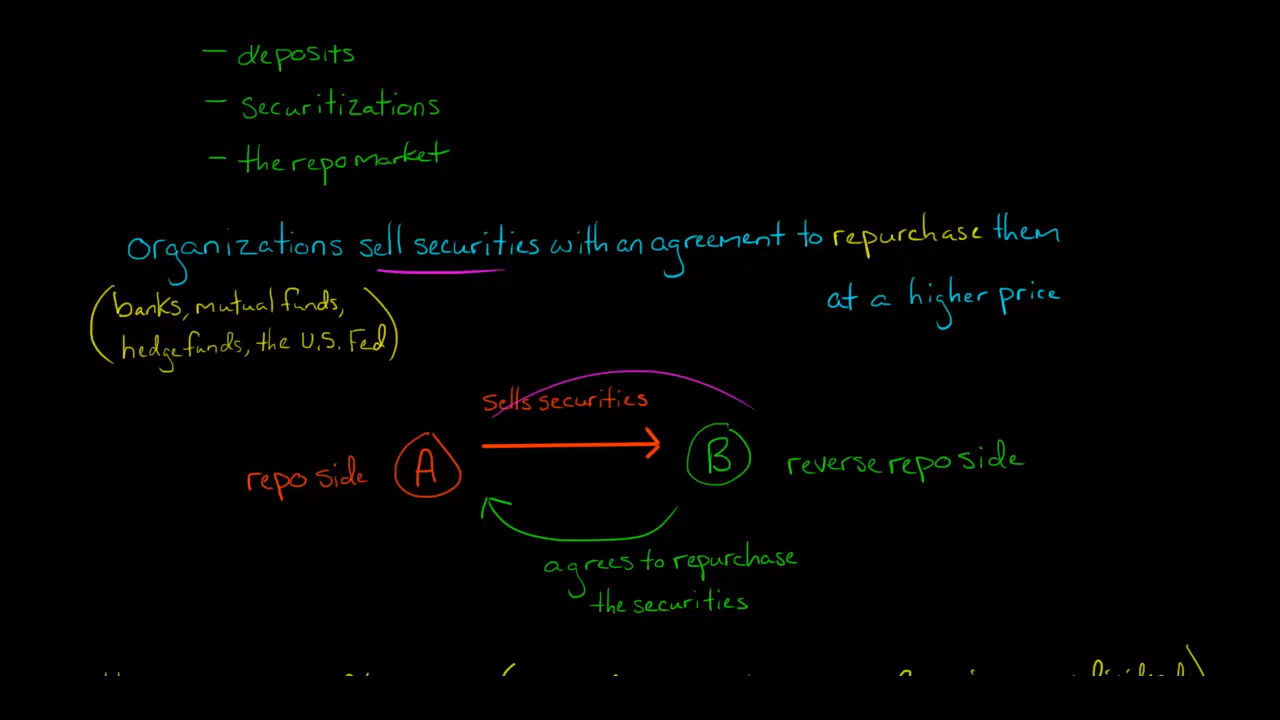 – deposits
– securitizations
– the repo market
organizations sell securities with an agreement to repurchase them
at a higher price
(banks, mutual funds,
hedge funds, the U.S. Fed)
sells securities
repo side A
B reverse repo side
agrees to repurchase
the securities